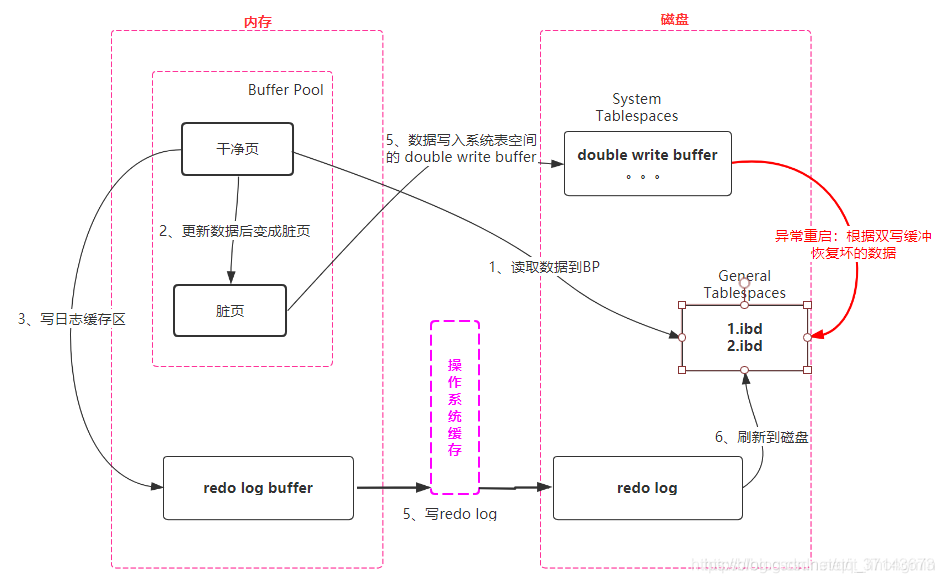 内存
磁盘
Buffer Pool
System
Tablespaces
干净页
5、数据写入系统表空间
的 double write buffer
double write buffer
。。。
2、更新数据后变成脏页
异常重启：根据双写缓冲
恢复坏的数据
1、读取数据到BP
General
Tablespaces
脏页
3、写日志缓存区
1.ibd
2.ibd
操作系统缓存
6、刷新到磁盘
redo log buffer
redo log
5、写redo log